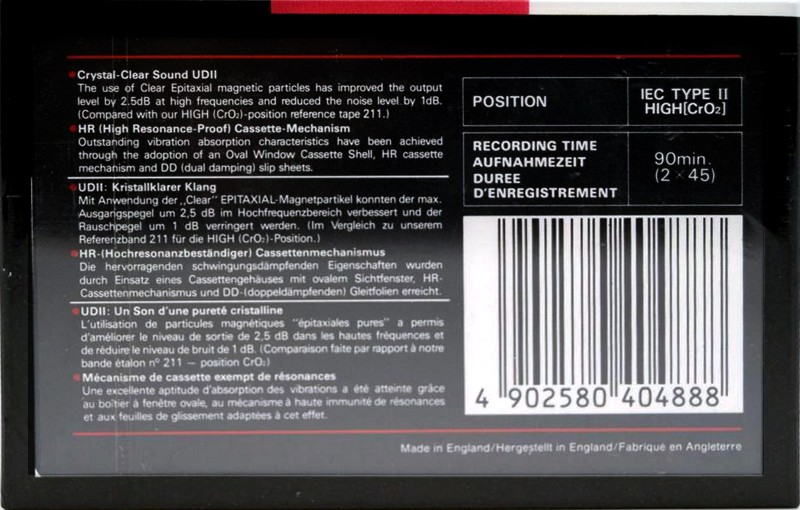 Crystal-Clear Sound UDII
The use of Clear Epitaxial magnetic particles has improved the output
level by 2.5dB at high frequencies and reduced the noise level by 1dB.
(Compared with our HIGH (CrO₂)-position reference tape 211.)
HR (High Resonance-Proof) Cassette-Mechanism
Outstanding vibration absorption characteristics have been achieved
through the adoption of an Oval Window Cassette Shell, HR cassette
mechanism and DD (dual damping) slip sheets.
UDII: Kristallklarer Klang
Mit Anwendung der „Clear" EPITAXIAL-Magnetpartikel konnten der max.
Ausgangspegel um 2,5 dB im Hochfrequenzbereich verbessert und der
Rauschpegel um 1 dB verringert werden. (Im Vergleich zu unserem
Referenzband 211 für die HIGH (CrO₂)-Position.)
HR-(Hochresonanzbeständiger) Cassettenmechanismus
Die hervorragenden schwingungsdämpfenden Eigenschaften wurden
durch Einsatz eines Cassettengehäuses mit ovalem Sichtfenster, HR-
Cassettenmechanismus und DD-(doppeldämpfenden) Gleitfolien erreicht.
UDII: Un Son d'une pureté cristalline
L'utilisation de particules magnétiques "épitaxiales pures" a permis
d'améliorer le niveau de sortie de 2,5 dB dans les hautes fréquences et
de réduire le niveau de bruit de 1 dB. (Comparaison faite par rapport à notre
bande étalon nº 211 — position CrO₂)
Mécanisme de cassette exempt de résonances
Une excellente aptitude d'absorption des vibrations a été atteinte grâce
au boîtier à fenêtre ovale, au mécanisme à haute immunité de résonances
et aux feuilles de glissement adaptées à cet effet.
POSITION
IEC TYPE II
HIGH[CrO₂]
RECORDING TIME
AUFNAHMEZEIT
DUREE
D'ENREGISTREMENT
90min.
(2 × 45)
4 902580 404888
Made in England/Hergestellt in England/Fabriqué en Angleterre